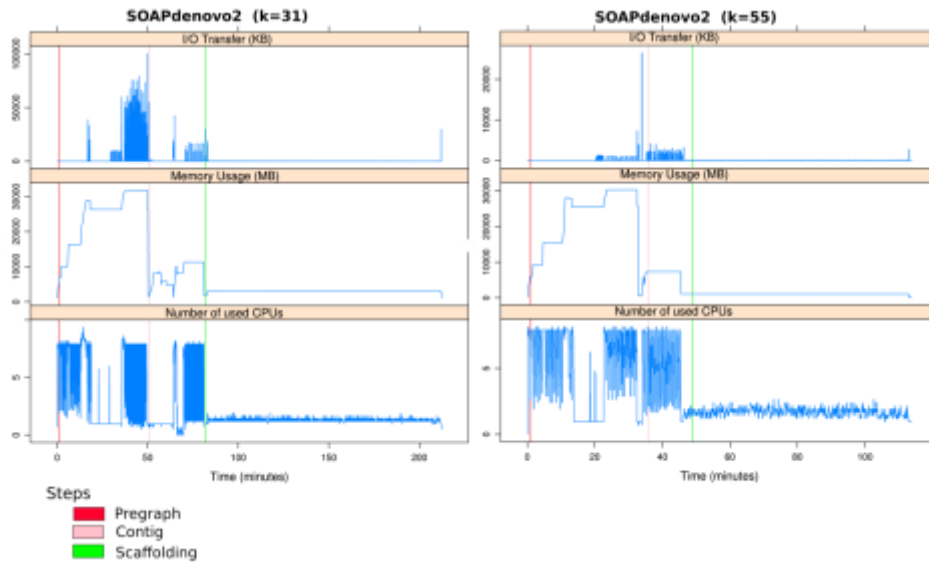 SOAPdenovo2 (k=31)
I/O Transfer (KB)
100000
50000
0
Memory Usage (MB)
30000
20000
10000
0
Number of used CPUs
5
0
0 50 100 150 200
Time (minutes)
SOAPdenovo2 (k=55)
I/O Transfer (KB)
20000
10000
0
Memory Usage (MB)
30000
20000
10000
0
Number of used CPUs
5
0
0 20 40 60 80 100
Time (minutes)
Steps
Pregraph
Contig
Scaffolding